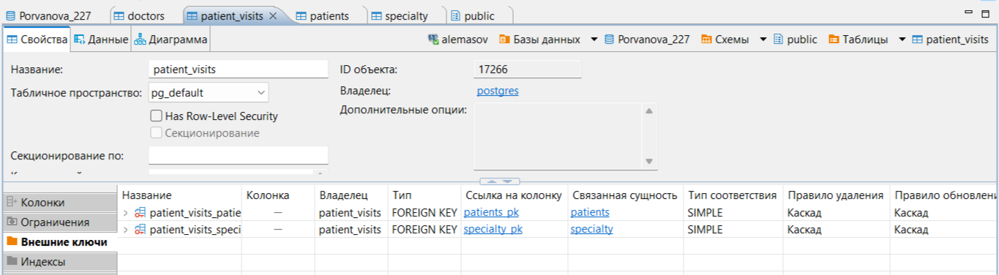 Porvanova_227 doctors patient_visits patients specialty public
Свойства Данные Диаграмма alemasov Базы данных Porvanova_227 Схемы public Таблицы patient_visits
Название: patient_visits ID объекта: 17266
Табличное пространство: pg_default Владелец: postgres
Has Row-Level Security Дополнительные опции:
Секционирование
Секционирование по:
Название Колонка Владелец Тип Ссылка на колонку Связанная сущность Тип соответствия Правило удаления Правило обновлени
Колонки patient_visits_patie — patient_visits FOREIGN KEY patients_pk patients SIMPLE Каскад Каскад
Ограничения patient_visits_speci — patient_visits FOREIGN KEY specialty_pk specialty SIMPLE Каскад Каскад
Внешние ключи
Индексы